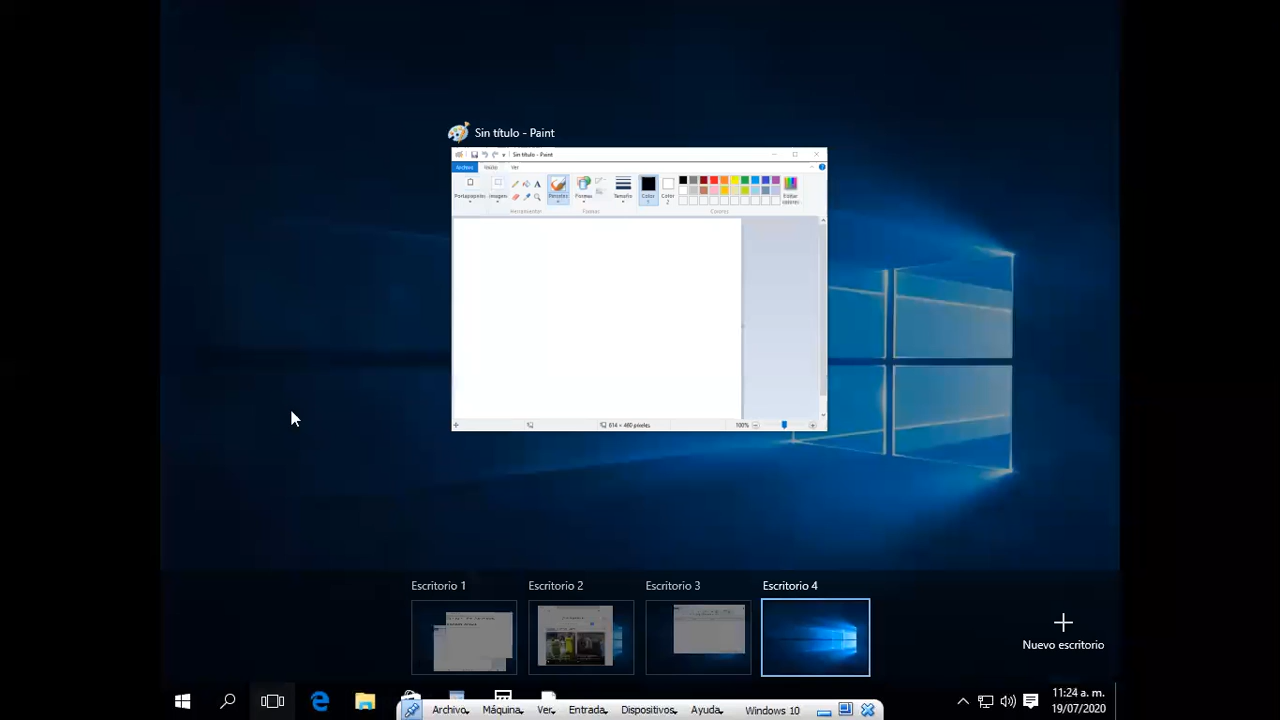 Sin título - Paint
Sin título - Paint
Archivo Inicio Ver
Portapapeles
Imagen
Pinceles
Formas
Tamaño
Color 1
Color 2
Editar colores
Herramientas
Formas
Colores
614 × 460 píxeles
100%
Escritorio 1
Escritorio 2
Escritorio 3
Escritorio 4
Nuevo escritorio
11:24 a. m.
19/07/2020
Archivo
Máquina
Ver
Entrada
Dispositivos
Ayuda
Windows 10